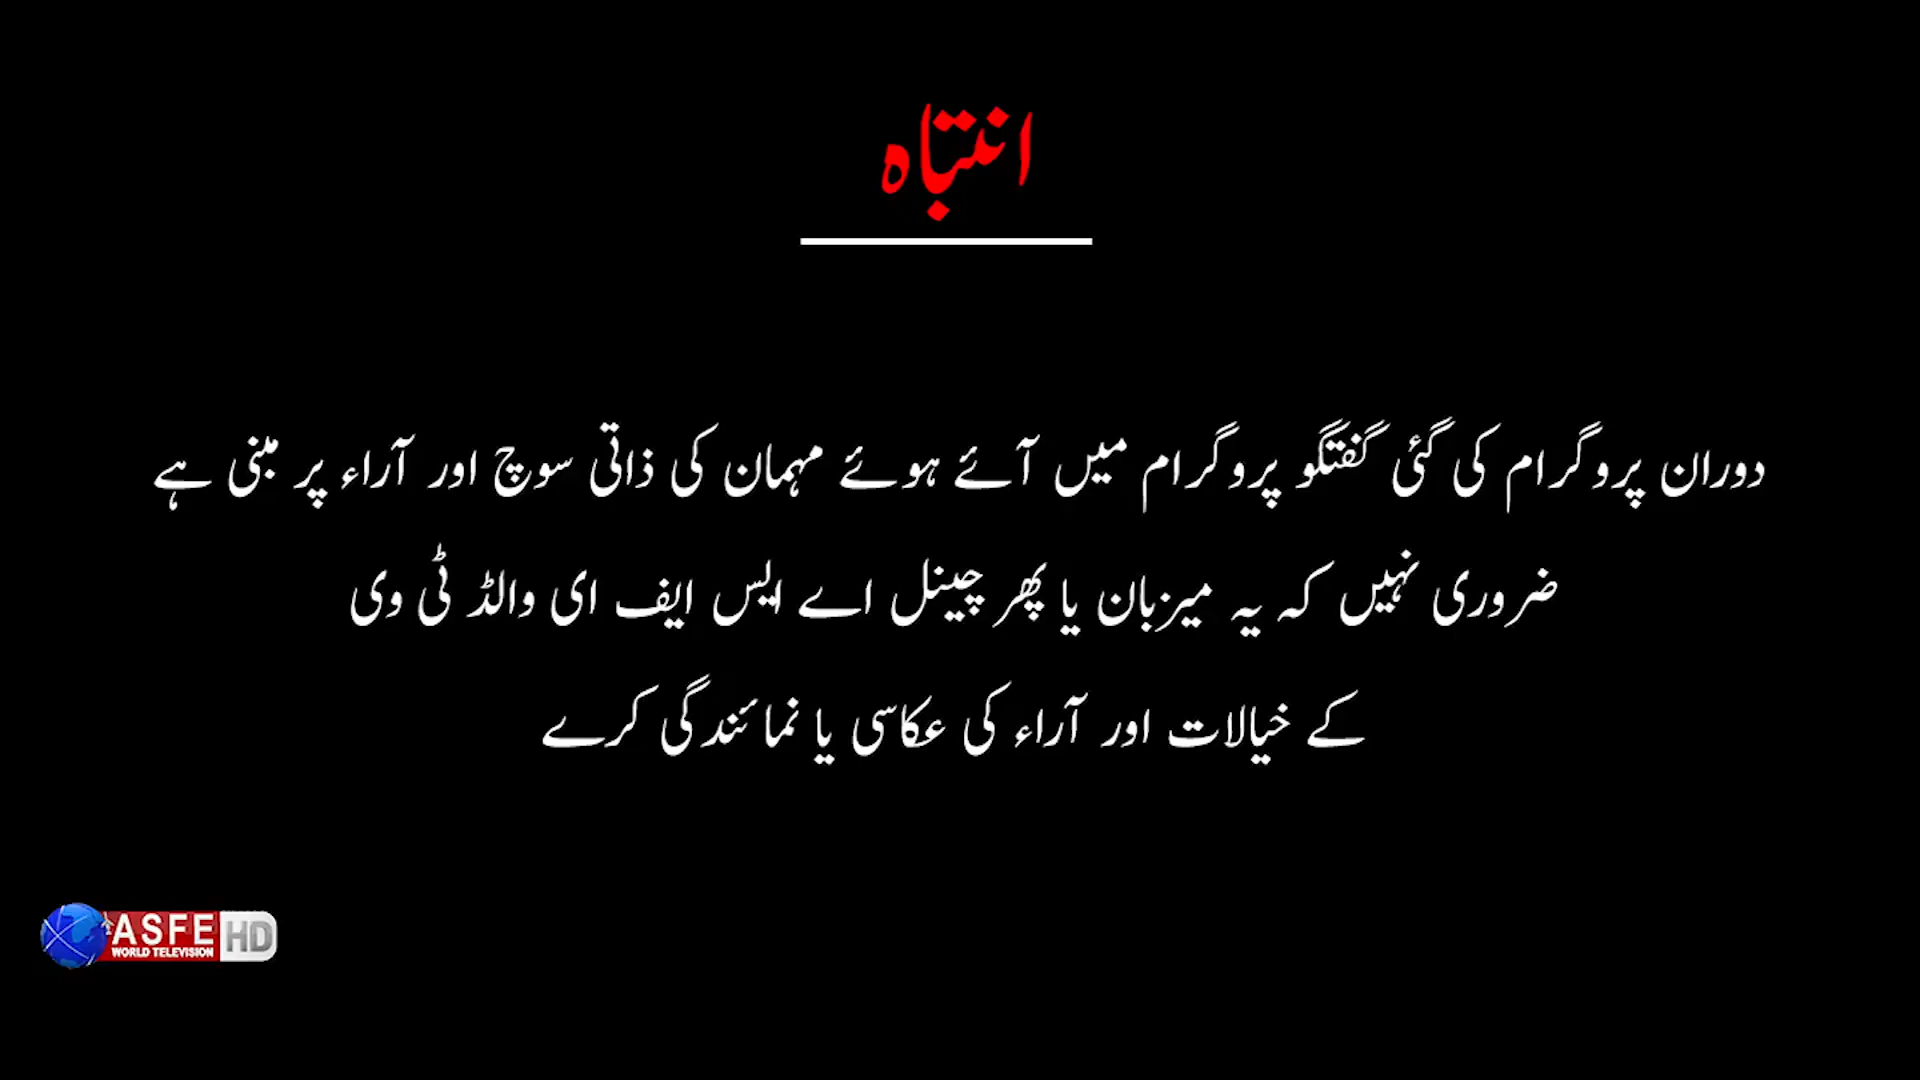 انتباہ
دوران پروگرام کی گئی گفتگو پروگرام میں آئے ہوئے مہمان کی ذاتی سوچ اور آراء پر مبنی ہے
ضروری نہیں کہ یہ میزبان یا پھر چینل اے ایس ایف ای والڈ ٹی وی
کے خیالات اور آراء کی عکاسی یا نمائندگی کرے
ASFE HD
WORLD TELEVISION